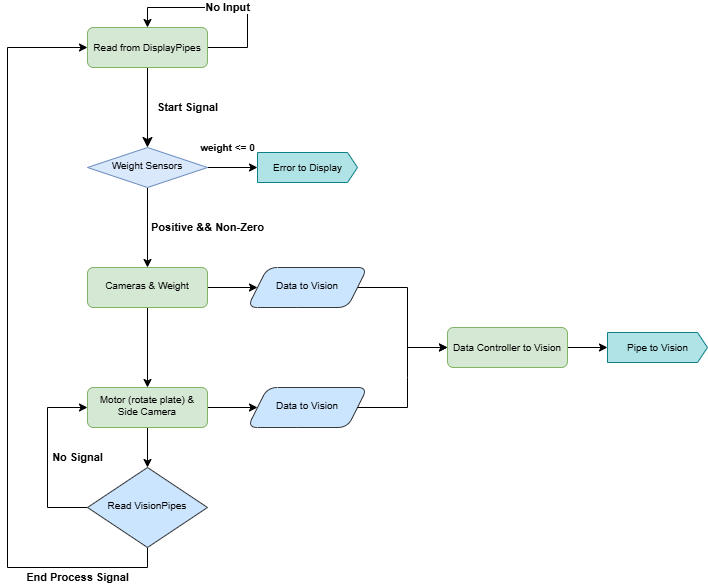 No Input
Read from DisplayPipes
Start Signal
weight <= 0
Weight Sensors
Error to Display
Positive && Non-Zero
Cameras & Weight
Data to Vision
Data Controller to Vision
Pipe to Vision
Motor (rotate plate) &
Side Camera
Data to Vision
No Signal
Read VisionPipes
End Process Signal